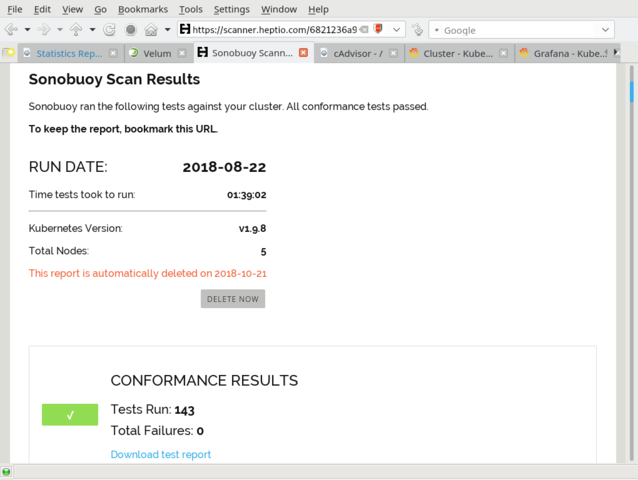 File Edit View Go Bookmarks Tools Settings Window Help
https://scanner.heptio.com/6821236a9 Google
Statistics Rep... Velum Sonobuoy Scann... cAdvisor - / Cluster - Kube... Grafana - Kube...
Sonobuoy Scan Results
Sonobuoy ran the following tests against your cluster. All conformance tests passed.
To keep the report, bookmark this URL.
RUN DATE: 2018-08-22
Time tests took to run: 01:39:02
Kubernetes Version: v1.9.8
Total Nodes: 5
This report is automatically deleted on 2018-10-21
DELETE NOW
CONFORMANCE RESULTS
Tests Run: 143
Total Failures: 0
Download test report